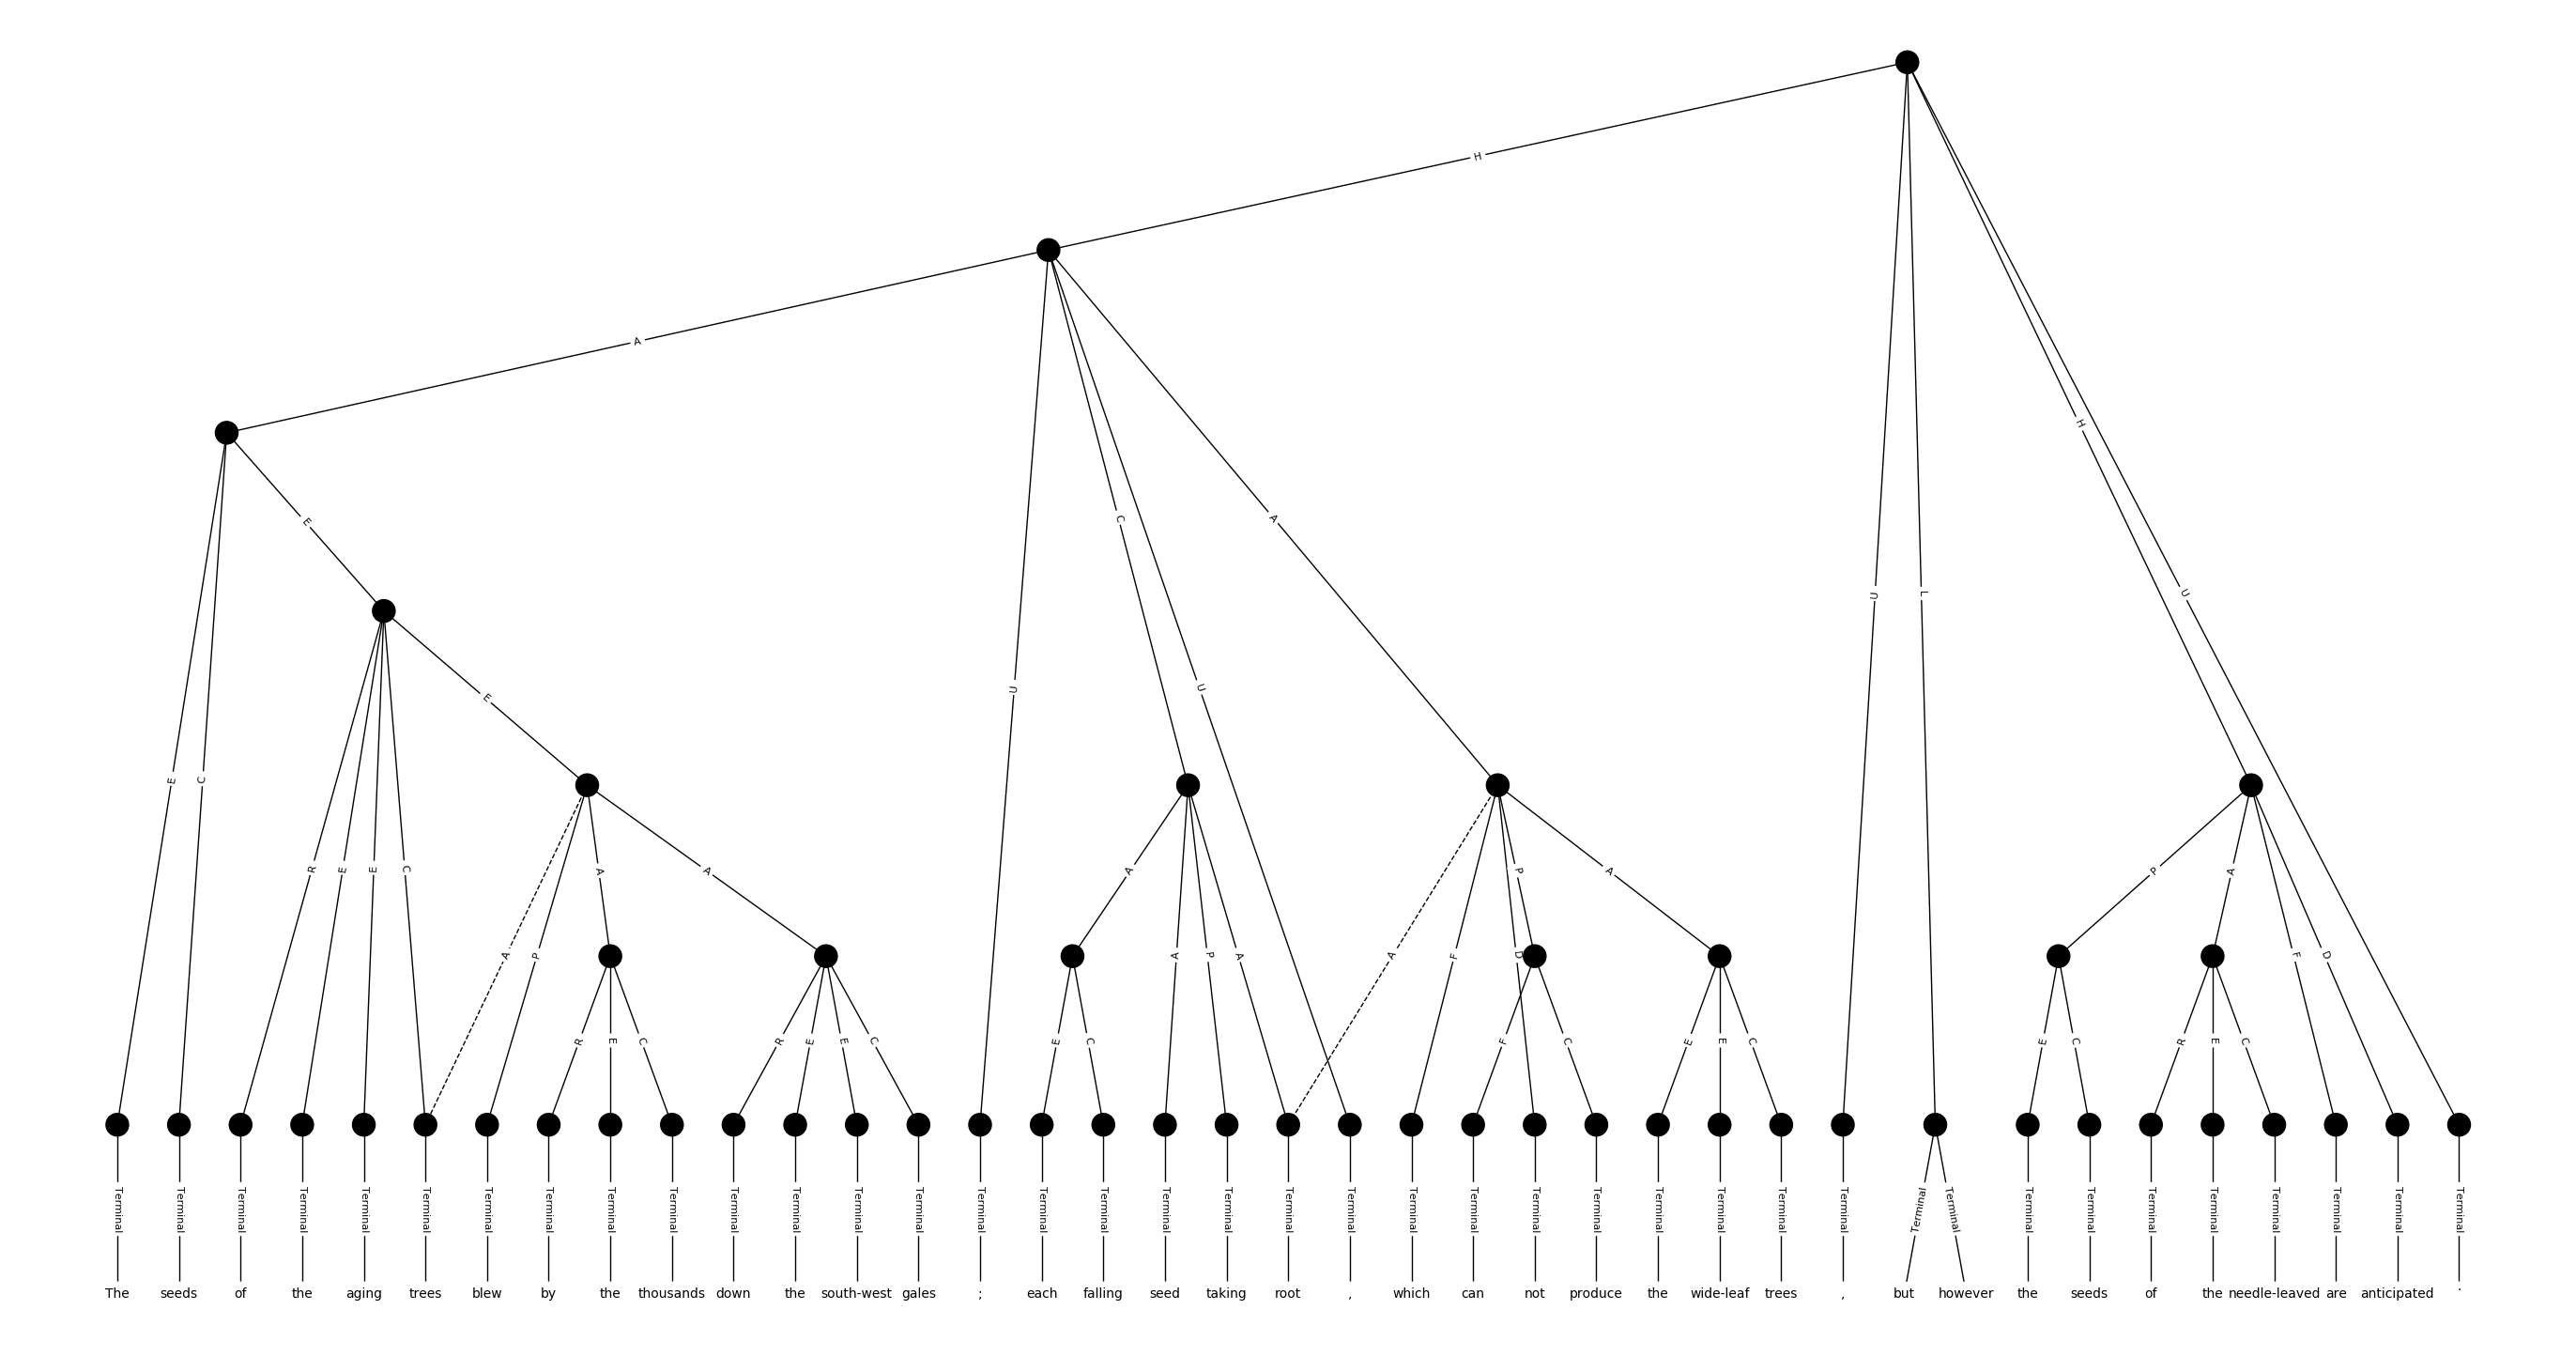 H
A
E
H
C
A
L
U
U
E
U
U
E
C
R
E
E
C
A
A
A
P
D
A
P
A
A
P
A
A
P
A
A
F
F
D
R
E
C
R
E
E
C
E
C
F
C
E
E
C
E
C
R
E
C
Terminal Terminal Terminal Terminal Terminal Terminal Terminal Terminal Terminal Terminal Terminal Terminal Terminal Terminal Terminal Terminal Terminal Terminal Terminal Terminal Terminal Terminal Terminal Terminal Terminal Terminal Terminal Terminal Terminal Terminal Terminal Terminal Terminal Terminal Terminal Terminal Terminal Terminal Terminal
The seeds of the aging trees blew by the thousands down the south-west gales ; each falling seed taking root , which can not produce the wide-leaf trees , but however the seeds of the needle-leaved are anticipated .